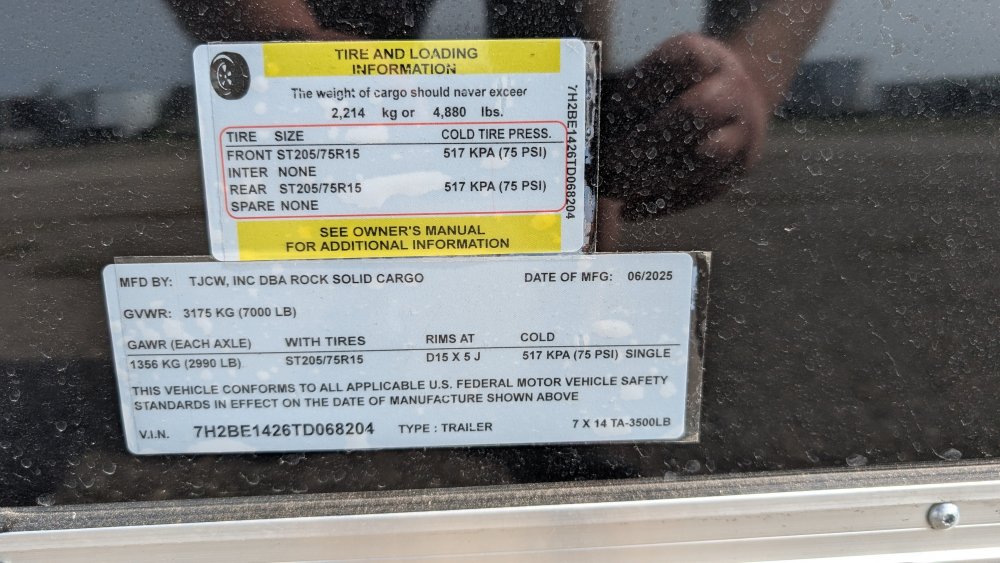 TIRE AND LOADING
INFORMATION
The weight of cargo should never exceed
2,214 kg or 4,880 lbs.
TIRE SIZE COLD TIRE PRESS.
FRONT ST205/75R15 517 KPA (75 PSI)
INTER NONE
REAR ST205/75R15 517 KPA (75 PSI)
SPARE NONE
SEE OWNER'S MANUAL
FOR ADDITIONAL INFORMATION
7H2BE1426TD068204
MFD BY: TJCW, INC DBA ROCK SOLID CARGO DATE OF MFG: 06/2025
GVWR: 3175 KG (7000 LB)
GAWR (EACH AXLE) WITH TIRES RIMS AT COLD
1356 KG (2990 LB) ST205/75R15 D15 X 5 J 517 KPA (75 PSI) SINGLE
THIS VEHICLE CONFORMS TO ALL APPLICABLE U.S. FEDERAL MOTOR VEHICLE SAFETY
STANDARDS IN EFFECT ON THE DATE OF MANUFACTURE SHOWN ABOVE
V.I.N. 7H2BE1426TD068204 TYPE : TRAILER 7 X 14 TA-3500LB